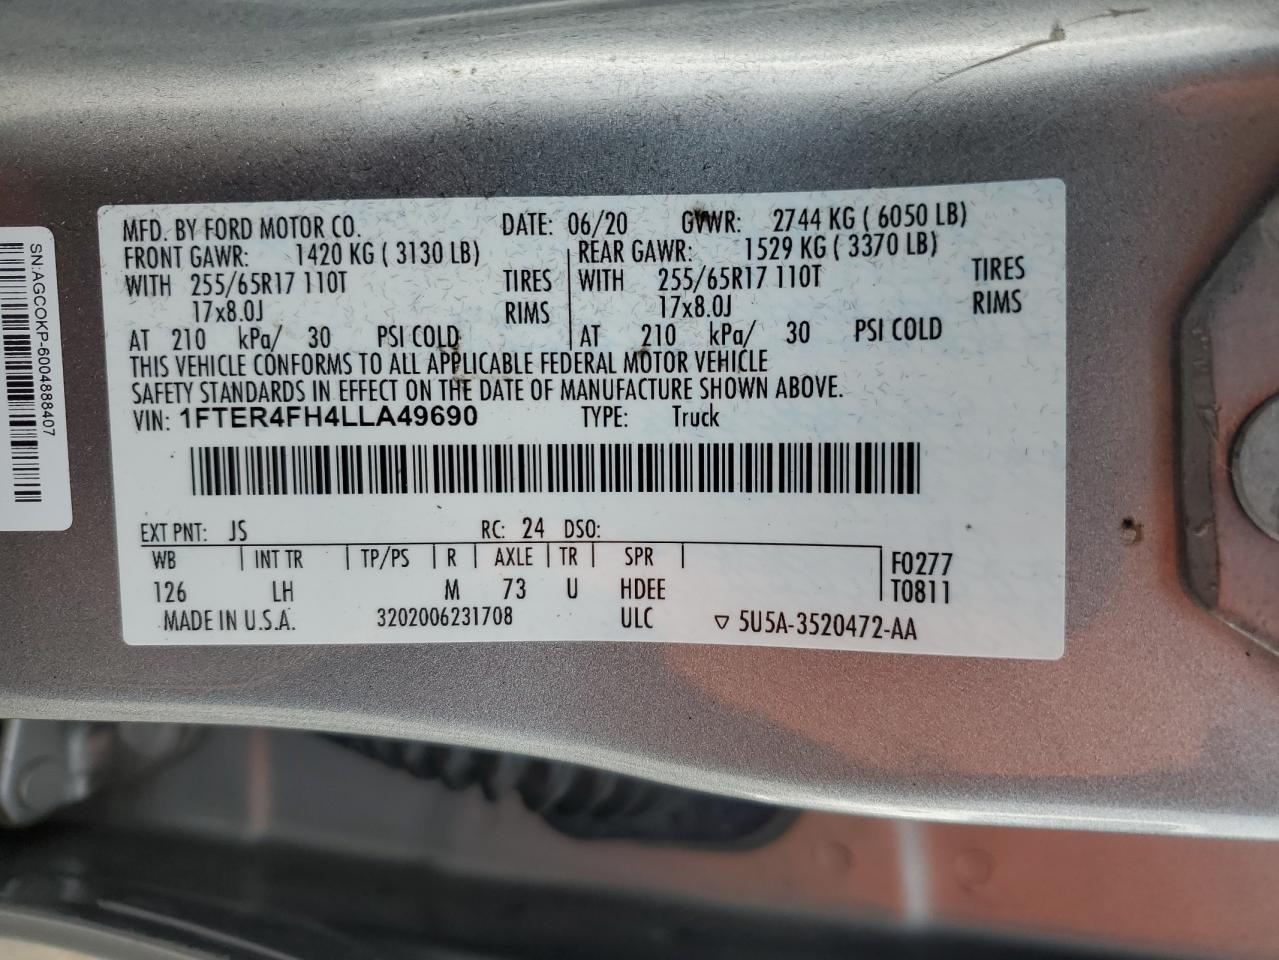 SN:AGCOKP-6004888407
MFD. BY FORD MOTOR CO. DATE: 06/20 GVWR: 2744 KG ( 6050 LB)
FRONT GAWR: 1420 KG ( 3130 LB) REAR GAWR: 1529 KG ( 3370 LB)
WITH 255/65R17 110T TIRES WITH 255/65R17 110T TIRES
17x8.0J RIMS 17x8.0J RIMS
AT 210 kPa/ 30 PSI COLD AT 210 kPa/ 30 PSI COLD
THIS VEHICLE CONFORMS TO ALL APPLICABLE FEDERAL MOTOR VEHICLE
SAFETY STANDARDS IN EFFECT ON THE DATE OF MANUFACTURE SHOWN ABOVE.
VIN: 1FTER4FH4LLA49690 TYPE: Truck
EXT PNT: JS RC: 24 DSO:
WB INT TR TP/PS R AXLE TR SPR F0277
126 LH M 73 U HDEE T0811
MADE IN U.S.A. 3202006231708 ULC ▽ 5U5A-3520472-AA